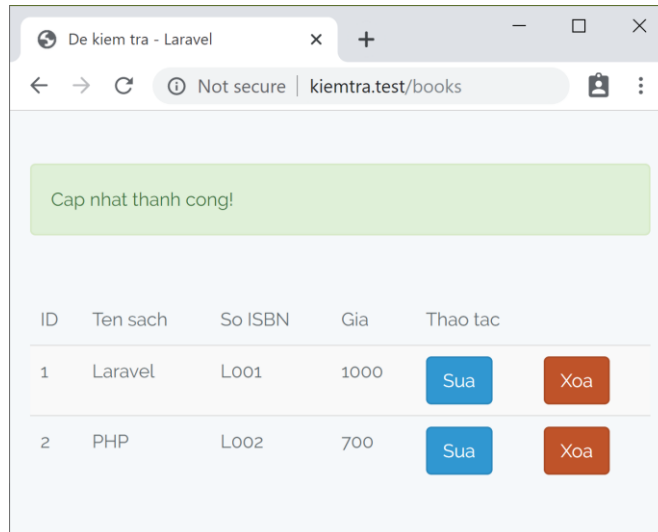 De kiem tra - Laravel
Not secure | kiemtra.test/books
Cap nhat thanh cong!
ID Ten sach So ISBN Gia Thao tac
1 Laravel L001 1000 Sua Xoa
2 PHP L002 700 Sua Xoa